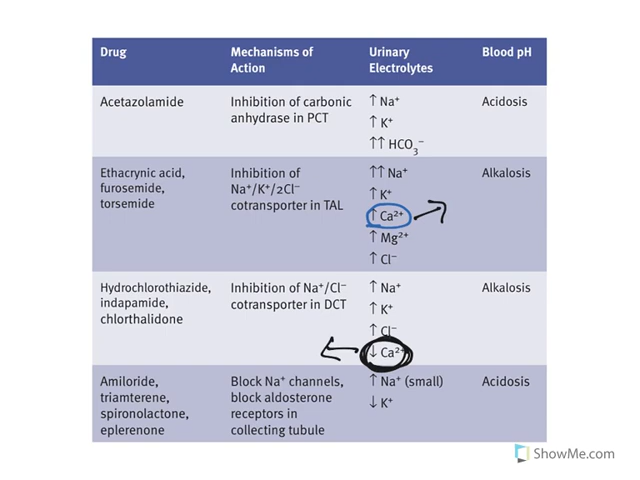 Drug
Mechanisms of
Action
Urinary
Electrolytes
Blood pH
Acetazolamide
Inhibition of carbonic
anhydrase in PCT
↑ Na⁺
↑ K⁺
↑↑ HCO₃⁻
Acidosis
Ethacrynic acid,
furosemide,
torsemide
Inhibition of
Na⁺/K⁺/2Cl⁻
cotransporter in TAL
↑↑ Na⁺
↑ K⁺
↑ Ca²⁺
↑ Mg²⁺
↑ Cl⁻
Alkalosis
Hydrochlorothiazide,
indapamide,
chlorthalidone
Inhibition of Na⁺/Cl⁻
cotransporter in DCT
↑ Na⁺
↑ K⁺
↑ Cl⁻
↓ Ca²⁺
Alkalosis
Amiloride,
triamterene,
spironolactone,
eplerenone
Block Na⁺ channels,
block aldosterone
receptors in
collecting tubule
↑ Na⁺ (small)
↓ K⁺
Acidosis
ShowMe.com